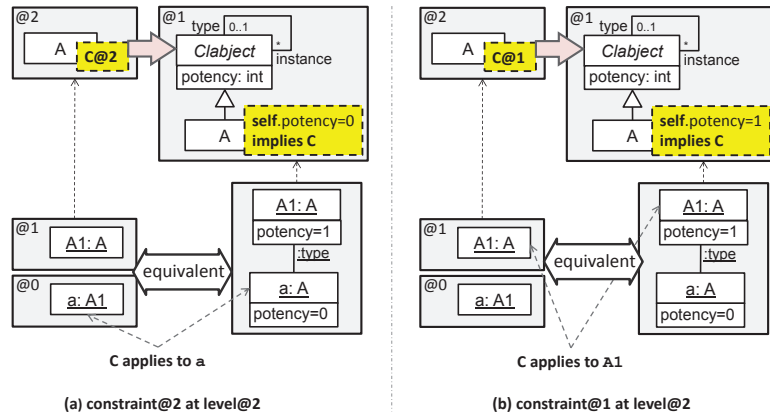 @2
A
C@2
@1
type
0..1
Clabject
*
instance
potency: int
A
self.potency=0
implies C
@1
A1: A
@0
a: A1
equivalent
A1: A
potency=1
:type
a: A
potency=0
C applies to a
(a) constraint@2 at level@2
@2
A
C@1
@1
type
0..1
Clabject
*
instance
potency: int
A
self.potency=1
implies C
@1
A1: A
@0
a: A1
equivalent
A1: A
potency=1
:type
a: A
potency=0
C applies to A1
(b) constraint@1 at level@2